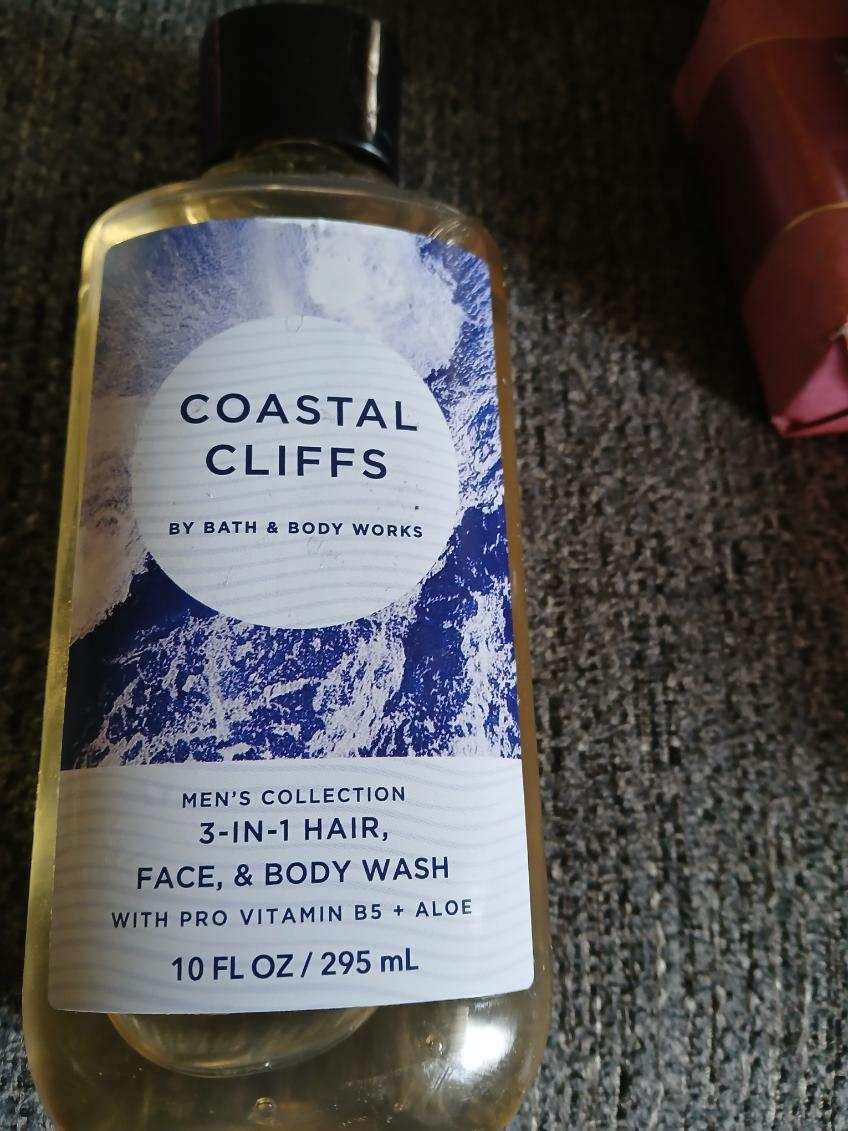 COASTAL
CLIFFS
BY BATH & BODY WORKS
MEN'S COLLECTION
3-IN-1 HAIR,
FACE, & BODY WASH
WITH PRO VITAMIN B5 + ALOE
10 FL OZ / 295 mL